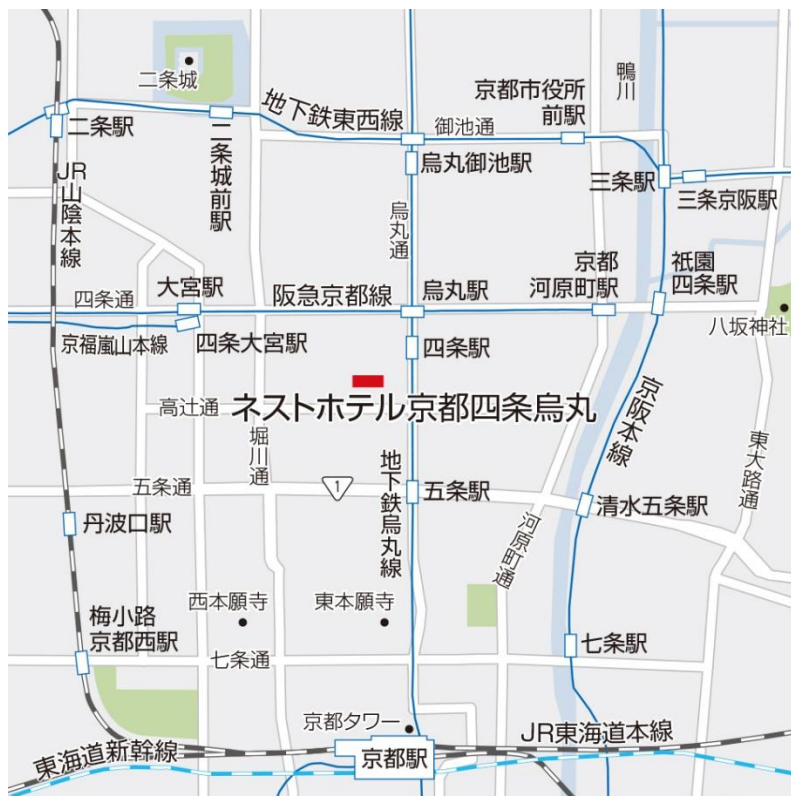 二条城
二条駅
地下鉄東西線
二条城前駅
御池通
京都市役所
前駅
鴨川
烏丸御池駅
三条駅
三条京阪駅
JR山陰本線
烏丸通
四条通
大宮駅
阪急京都線
烏丸駅
京都
河原町駅
祇園
四条駅
八坂神社
京福嵐山本線
四条大宮駅
四条駅
高辻通
ネストホテル京都四条烏丸
堀川通
京阪本線
東大路通
五条通
1
地下鉄烏丸線
五条駅
清水五条駅
河原町通
丹波口駅
西本願寺
東本願寺
梅小路
京都西駅
七条通
七条駅
京都タワー
JR東海道本線
東海道新幹線
京都駅